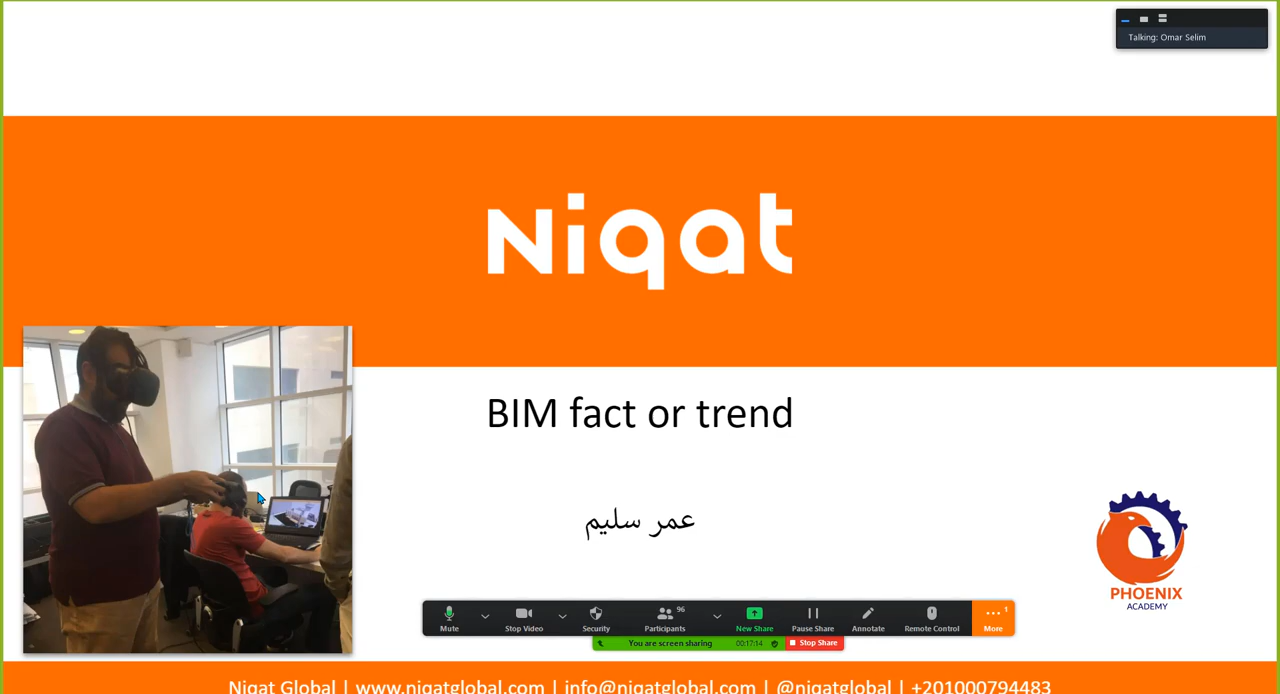 Talking: Omar Selim
Niqat
BIM fact or trend
عمر سليم
PHOENIX
ACADEMY
96
1
Mute
Stop Video
Security
Participants
New Share
Pause Share
Annotate
Remote Control
More
You are screen sharing
00:17:14
Stop Share
Niqat Global | www.niqatglobal.com | info@niqatglobal.com | @niqatglobal | +201000794483